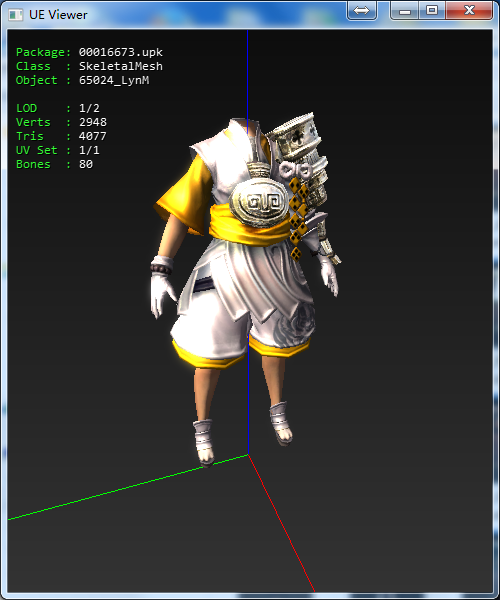 UE Viewer
Package: 00016673.upk
Class : SkeletalMesh
Object : 65024_LynM
LOD : 1/2
Verts : 2948
Tris : 4077
UV Set : 1/1
Bones : 80